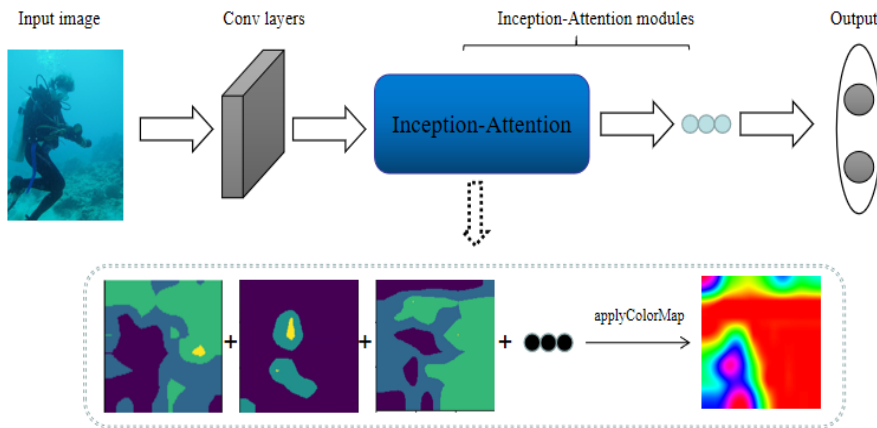 Input image
Conv layers
Inception-Attention modules
Output
Inception-Attention
+
+
+
applyColorMap